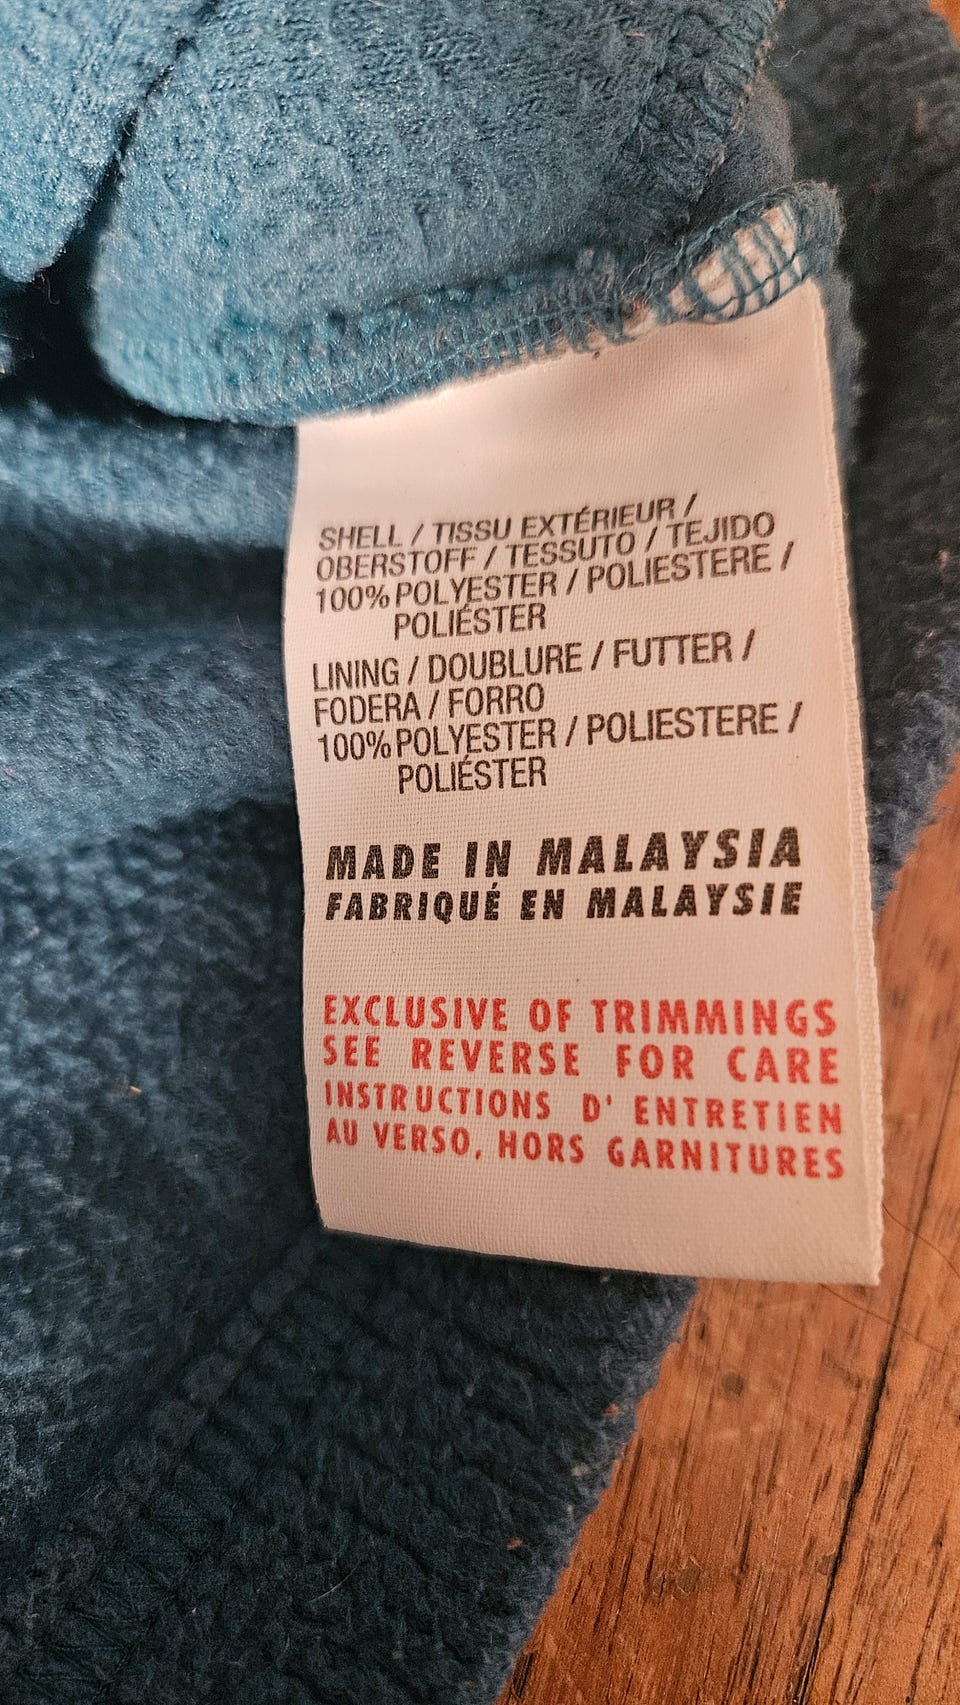 SHELL / TISSU EXTÉRIEUR /
OBERSTOFF / TESSUTO / TEJIDO
100% POLYESTER / POLIESTERE /
POLIÉSTER
LINING / DOUBLURE / FUTTER /
FODERA / FORRO
100% POLYESTER / POLIESTERE /
POLIÉSTER
MADE IN MALAYSIA
FABRIQUÉ EN MALAYSIE
EXCLUSIVE OF TRIMMINGS
SEE REVERSE FOR CARE
INSTRUCTIONS D' ENTRETIEN
AU VERSO, HORS GARNITURES